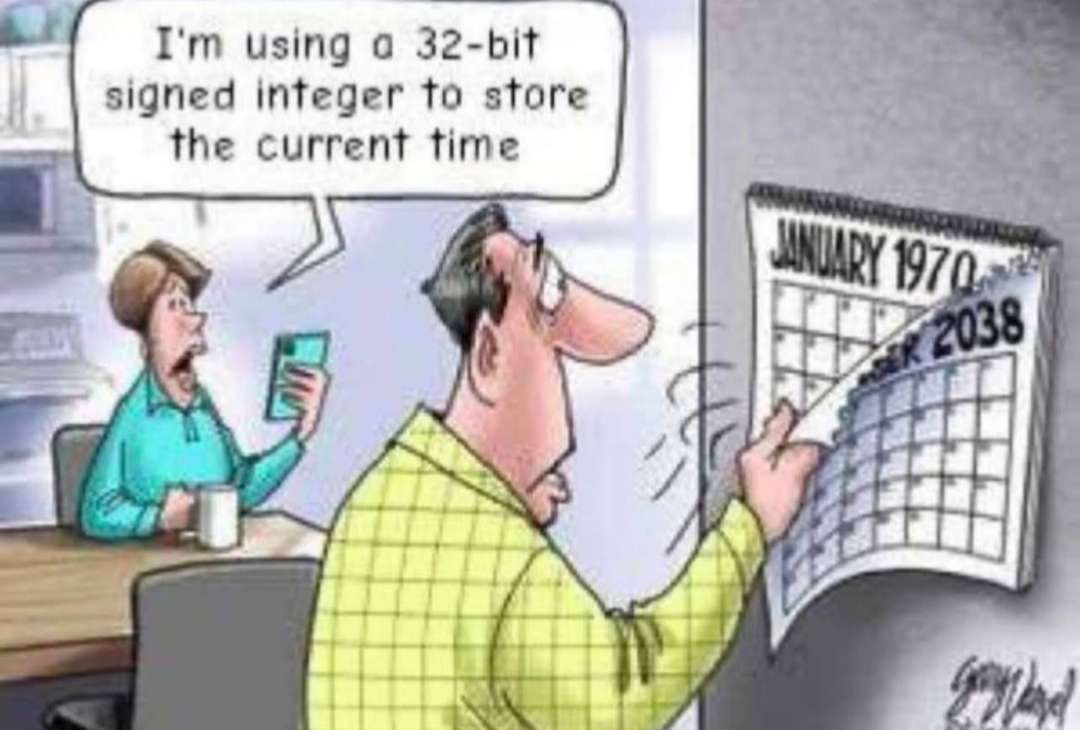 I'm using a 32-bit
signed integer to store
the current time
JANUARY 1970
2038